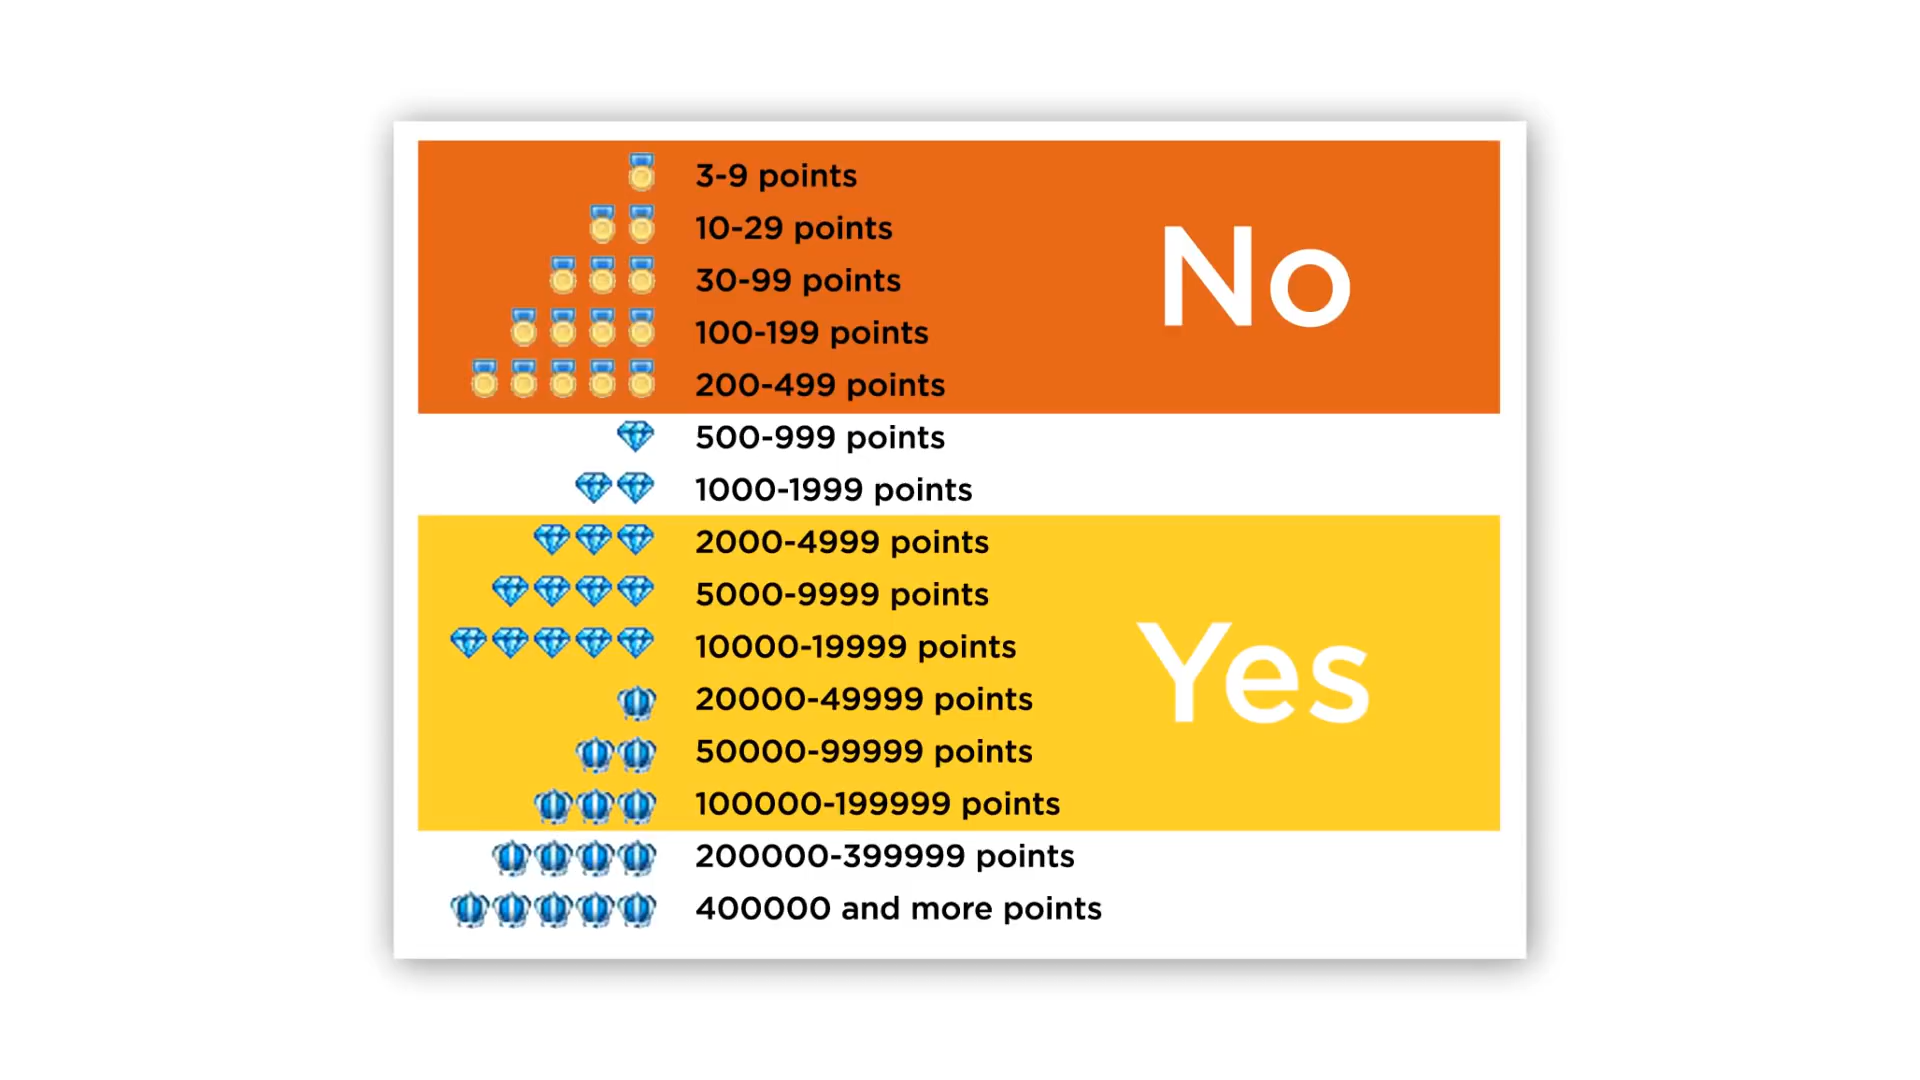 3-9 points
10-29 points
30-99 points
100-199 points
200-499 points
No
500-999 points
1000-1999 points
2000-4999 points
5000-9999 points
10000-19999 points
20000-49999 points
50000-99999 points
100000-199999 points
Yes
200000-399999 points
400000 and more points